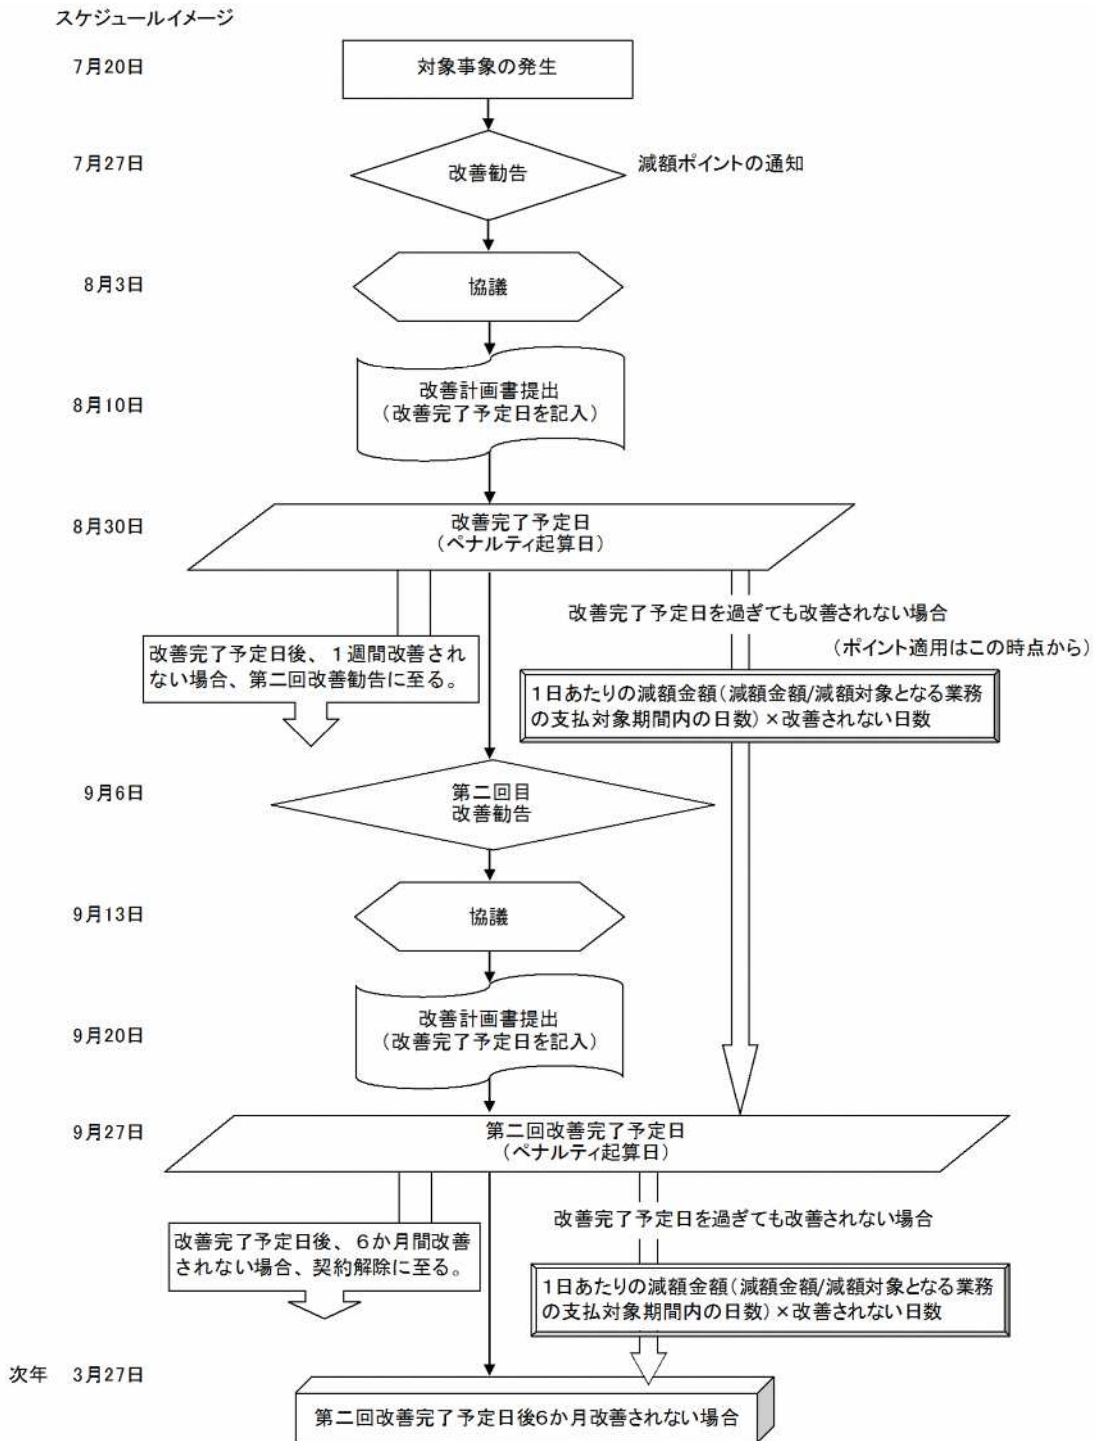 スケジュールイメージ
7月20日
対象事象の発生
7月27日
改善勧告
減額ポイントの通知
8月3日
協議
8月10日
改善計画書提出
(改善完了予定日を記入)
8月30日
改善完了予定日
(ペナルティ起算日)
改善完了予定日を過ぎても改善されない場合
(ポイント適用はこの時点から)
改善完了予定日後、1週間改善され
ない場合、第二回改善勧告に至る。
1日あたりの減額金額(減額金額/減額対象となる業務
の支払対象期間内の日数)×改善されない日数
9月6日
第二回目
改善勧告
9月13日
協議
9月20日
改善計画書提出
(改善完了予定日を記入)
9月27日
第二回改善完了予定日
(ペナルティ起算日)
改善完了予定日を過ぎても改善されない場合
改善完了予定日後、6か月間改善
されない場合、契約解除に至る。
1日あたりの減額金額(減額金額/減額対象となる業務
の支払対象期間内の日数)×改善されない日数
次年 3月27日
第二回改善完了予定日後6か月改善されない場合